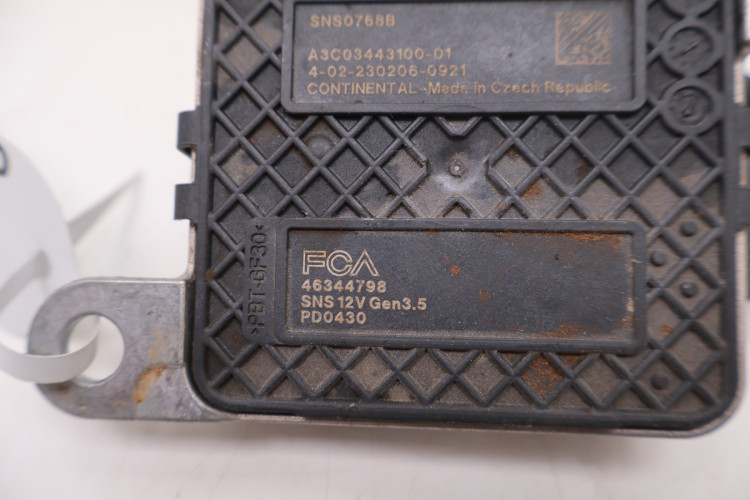 SNS0768B
A3C03443100-01
4-02-230206-0921
CONTINENTAL -Made in Czech Republic
FCA
46344798
SNS 12V Gen3.5
PD0430
>PBT-GF30<